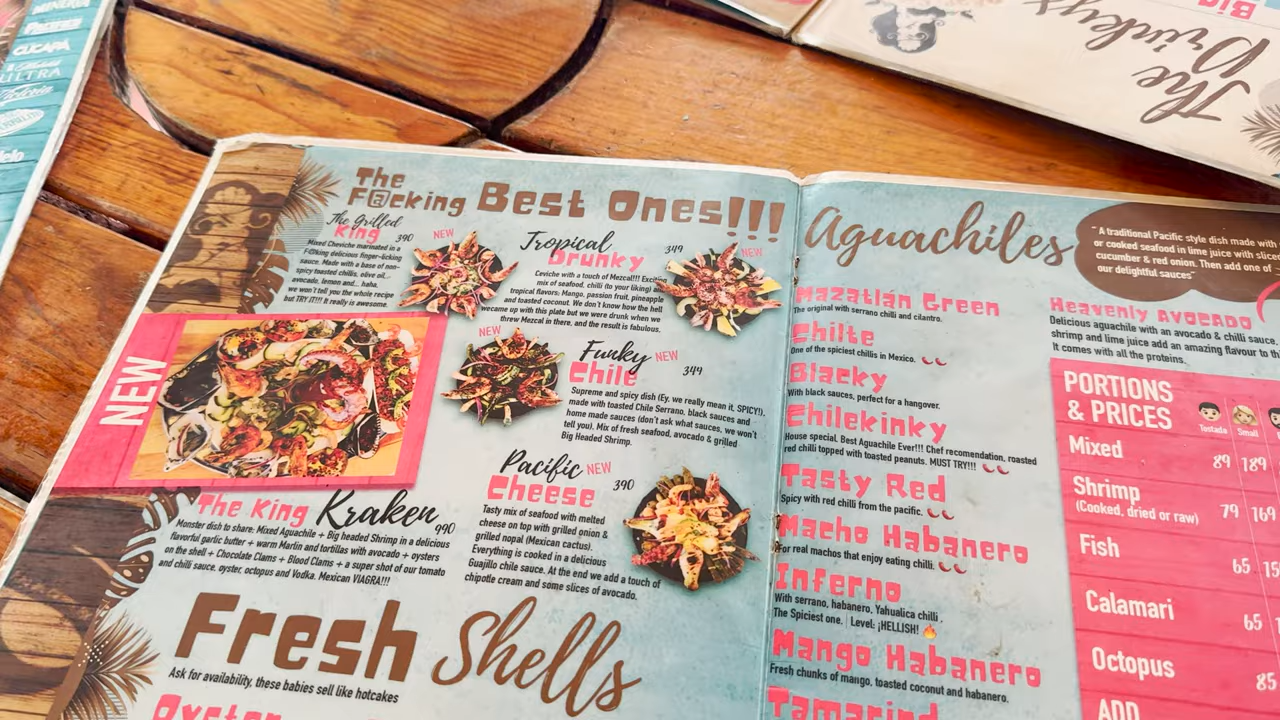 The
F@cking Best Ones!!!
The Grilled
King 390
NEW
Mixed Cheviche marinated in a
F@cking delicious finger-licking
sauce. Made with a base of non-
spicy toasted chillis, olive oil,
avocado, lemon and... haha,
we won't tell you the whole recipe
but TRY IT!!! It really is awesome.
Tropical
Drunky
349
NEW
Ceviche with a touch of Mezcal!!! Exciting
mix of seafood, chilli (to your liking) and
tropical flavors; Mango, passion fruit, pineapple
and toasted coconut. We don't know how the hell
we came up with this plate but we were drunk when we
threw Mezcal in there, and the result is fabulous.
NEW
NEW
Funky NEW
Chile 349
Supreme and spicy dish (Ey, we really mean it, SPICY!),
made with toasted Chile Serrano, black sauces and
home made sauces (don't ask what sauces, we won't
tell you). Mix of fresh seafood, avocado & grilled
Big Headed Shrimp.
Pacific NEW
Cheese 390
Tasty mix of seafood with melted
cheese on top with grilled onion &
grilled nopal (Mexican cactus).
Everything is cooked in a delicious
Guajillo chile sauce. At the end we add a touch of
chipotle cream and some slices of avocado.
The King Kraken 990
Monster dish to share: Mixed Aguachile + Big headed Shrimp in a delicious
flavorful garlic butter + warm Marlin and tortillas with avocado + oysters
on the shell + Chocolate Clams + Blood Clams + a super shot of our tomato
and chilli sauce, oyster, octopus and Vodka. Mexican VIAGRA!!!
Fresh Shells
Ask for availability, these babies sell like hotcakes
Oyster
Aguachiles
"A traditional Pacific style dish made with
or cooked seafood in lime juice with sliced
cucumber & red onion. Then add one of
our delightful sauces"
Mazatlán Green
The original with serrano chilli and cilantro.
Chilte
One of the spiciest chillis in Mexico.
Blacky
With black sauces, perfect for a hangover.
Chilekinky
House special. Best Aguachile Ever!!! Chef recomendation, roasted
red chilli topped with toasted peanuts. MUST TRY!!!
Tasty Red
Spicy with red chilli from the pacific.
Macho Habanero
For real machos that enjoy eating chilli.
Inferno
With serrano, habanero, Yahualica chilli.
The Spiciest one. Level: ¡HELLISH!
Mango Habanero
Fresh chunks of mango, toasted coconut and habanero.
Tamarind
Heavenly Avocado
Delicious aguachile with an avocado & chilli sauce.
shrimp and lime juice add an amazing flavour to th
It comes with all the proteins.
PORTIONS
& PRICES
Tostada Small
Mixed 89 189
Shrimp
(Cooked, dried or raw) 79 169
Fish 65 15
Calamari 65 1
Octopus 85
ADD
The Drinkys
Big
Pacifico
CUCAPÁ
ULTRA
Victoria